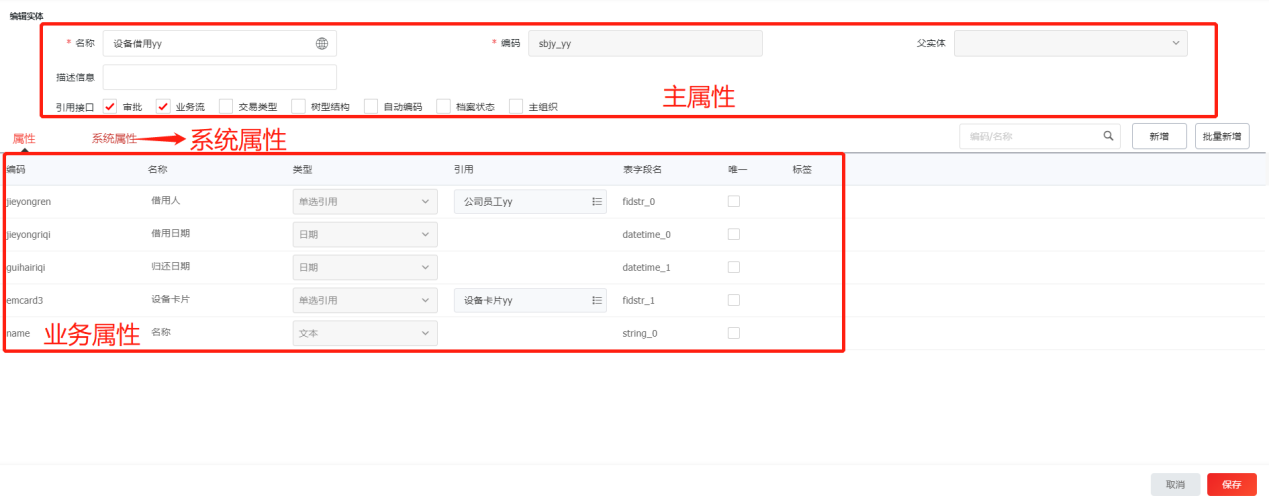 编辑实体
* 名称 设备借用yy * 编码 sbjy_yy 父实体
描述信息
引用接口 审批 业务流 交易类型 树型结构 自动编码 档案状态 主组织
主属性
属性 系统属性 系统属性 编码/名称 新增 批量新增
编码 名称 类型 引用 表字段名 唯一 标签
jieyongren 借用人 单选引用 公司员工yy fidstr_0
jieyongriqi 借用日期 日期 datetime_0
guihairiqi 归还日期 日期 datetime_1
emcard3 设备卡片 单选引用 设备卡片yy fidstr_1
name 业务属性 名称 文本 string_0
取消 保存